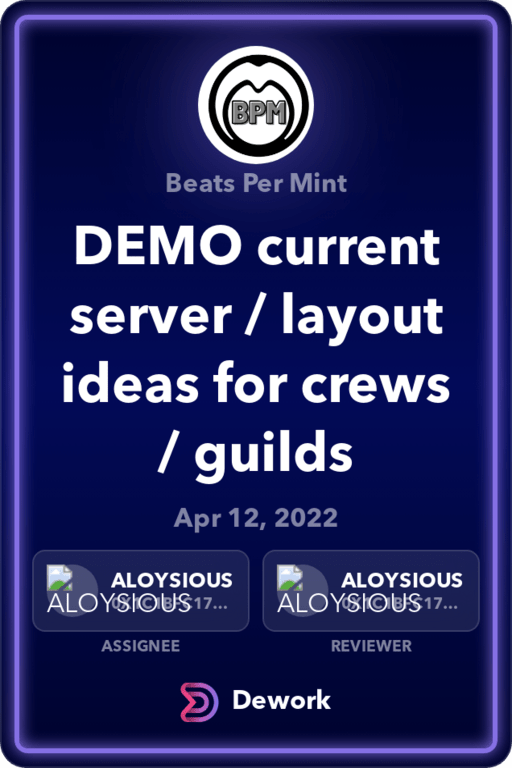 BPM
Beats Per Mint
DEMO current
server / layout
ideas for crews
/ guilds
Apr 12, 2022
ALOYSIOUS ALOYSIOUS
ALOYSIOUS ALOYSIOUS
ASSIGNEE REVIEWER
Dework